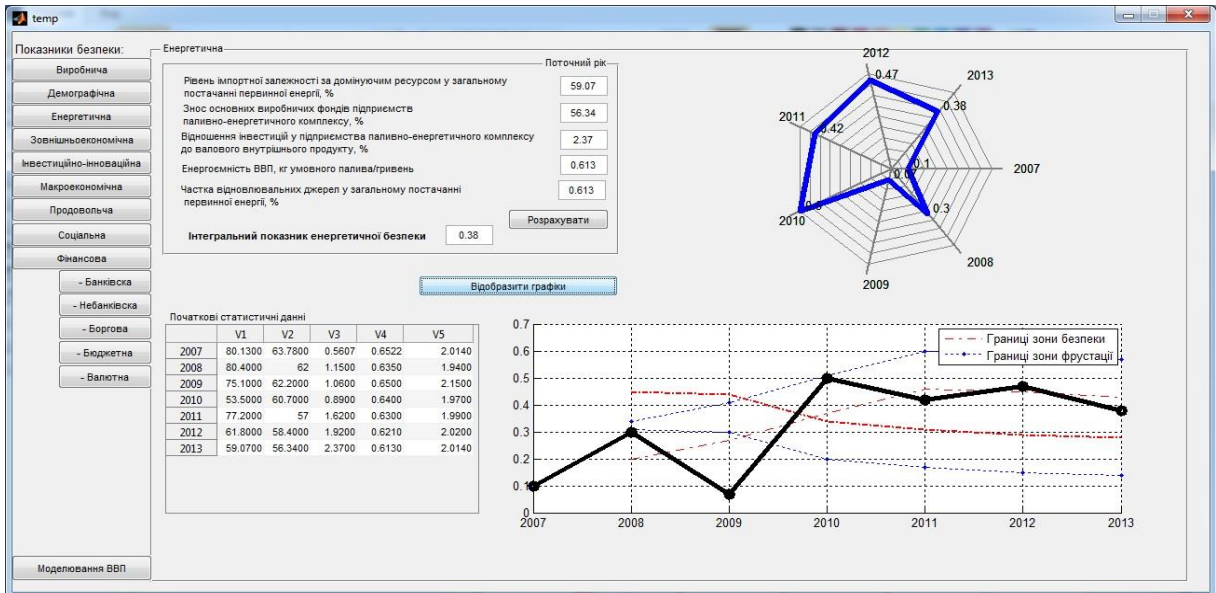 temp
Показники безпеки:
Виробнича
Демографічна
Енергетична
Зовнішньоекономічна
Інвестиційно-інноваційна
Макроекономічна
Продовольча
Соціальна
Фінансова
- Банківска
- Небанківска
- Боргова
- Бюджетна
- Валютна
Моделювання ВВП
Енергетична
Поточний рік
Рівень імпортної залежності за домінуючим ресурсом у загальному
постачанні первинної енергії, %
59.07
Знос основних виробничих фондів підприємств
паливно-енергетичного комплексу, %
56.34
Відношення інвестицій у підприємства паливно-енергетичного комплексу
до валового внутрішнього продукту, %
2.37
Енергоємність ВВП, кг умовного палива/гривень
0.613
Частка відновлювальних джерел у загальному постачанні
первинної енергії, %
0.613
Розрахувати
Інтегральний показник енергетичної безпеки 0.38
Відобразити графіки
2012
0.47
2013
0.38
2011
0.42
2007
0.1
0.07
0.3
2010
2008
2009
Початкові статистичні данні
V1 V2 V3 V4 V5
2007 80.1300 63.7800 0.5607 0.6522 2.0140
2008 80.4000 62 1.1500 0.6350 1.9400
2009 75.1000 62.2000 1.0600 0.6500 2.1500
2010 53.5000 60.7000 0.8900 0.6400 1.9700
2011 77.2000 57 1.6200 0.6300 1.9900
2012 61.8000 58.4000 1.9200 0.6210 2.0200
2013 59.0700 56.3400 2.3700 0.6130 2.0140
0.7
0.6
0.5
0.4
0.3
0.2
0.1
0
2007 2008 2009 2010 2011 2012 2013
Границі зони безпеки
Границі зони фрустації